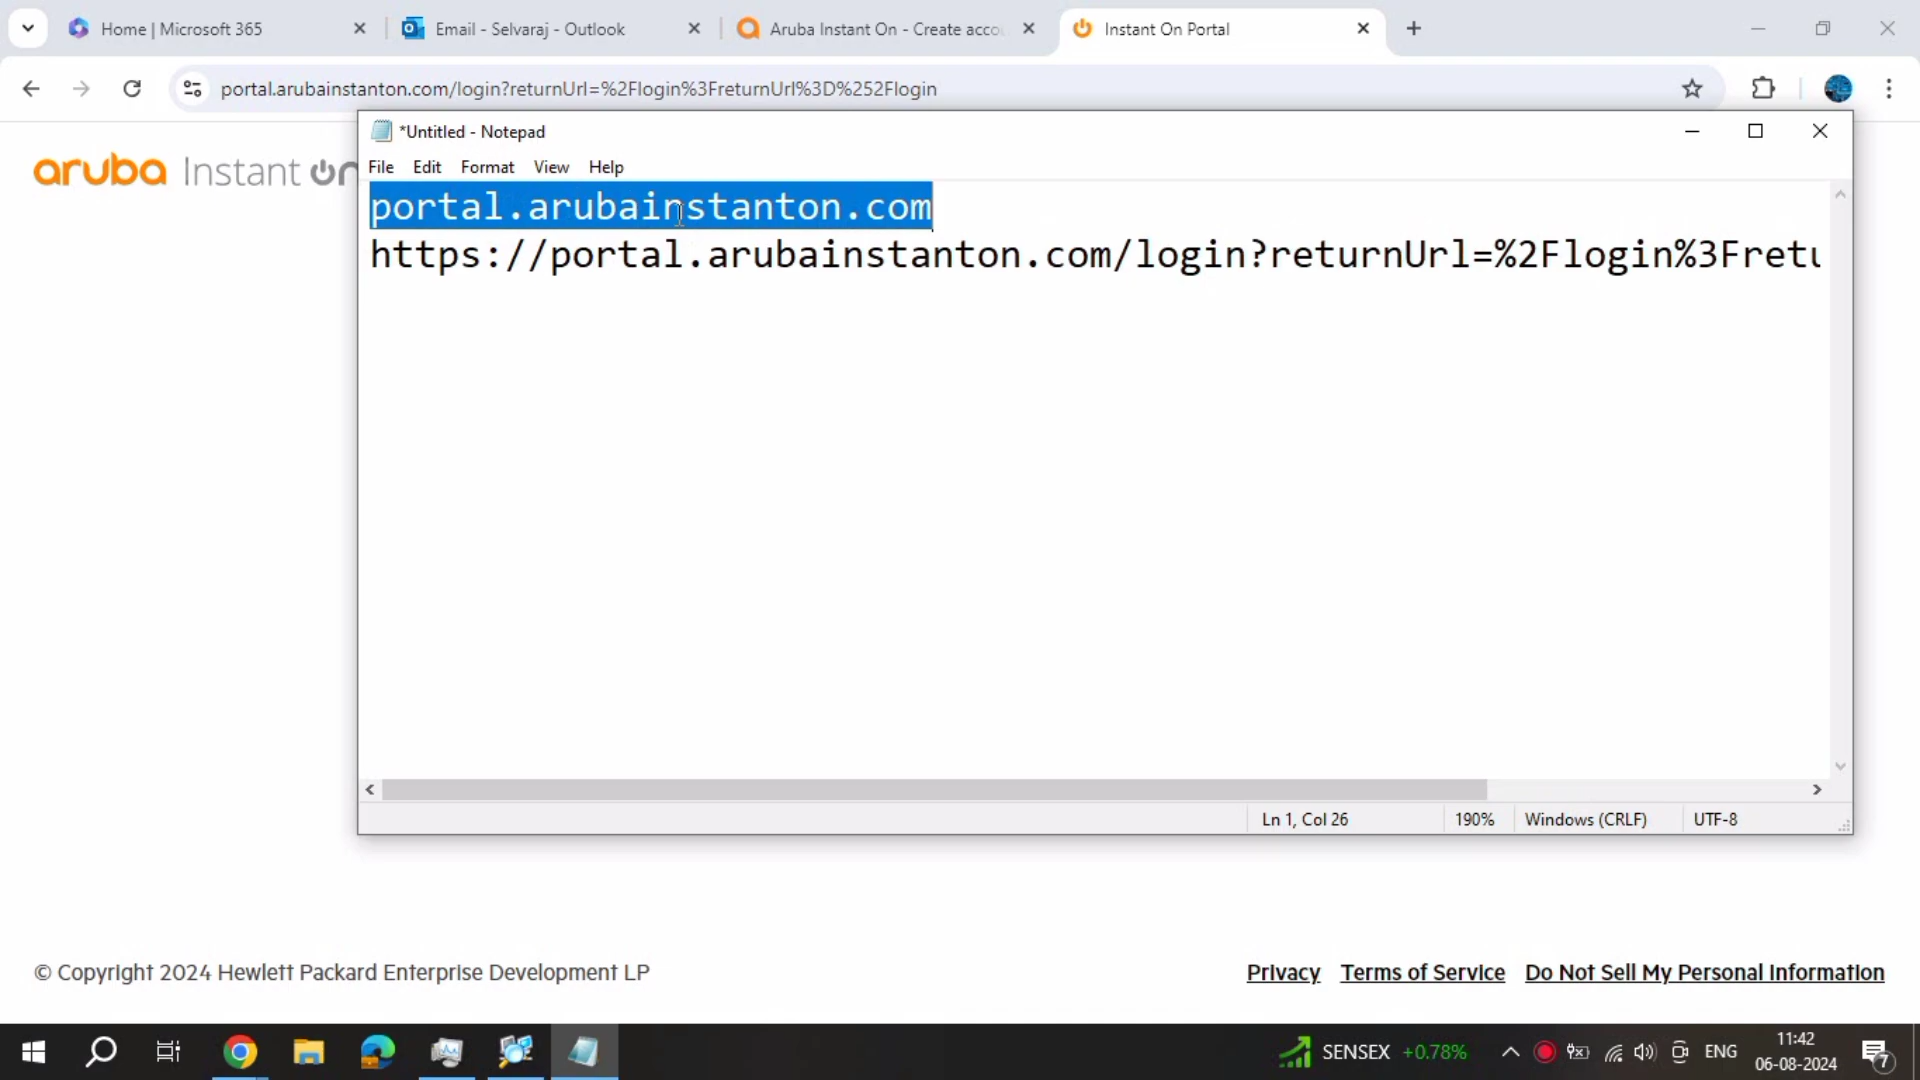 Home | Microsoft 365
Email - Selvaraj - Outlook
Aruba Instant On - Create acco
Instant On Portal
portal.arubainstanton.com/login?returnUrl=%2Flogin%3FreturnUrl%3D%252Flogin
*Untitled - Notepad
aruba Instant On
File Edit Format View Help
portal.arubainstanton.com
https://portal.arubainstanton.com/login?returnUrl=%2Flogin%3Fretu
Ln 1, Col 26 190% Windows (CRLF) UTF-8
© Copyright 2024 Hewlett Packard Enterprise Development LP
Privacy Terms of Service Do Not Sell My Personal Information
SENSEX +0.78% ENG
11:42
06-08-2024
7